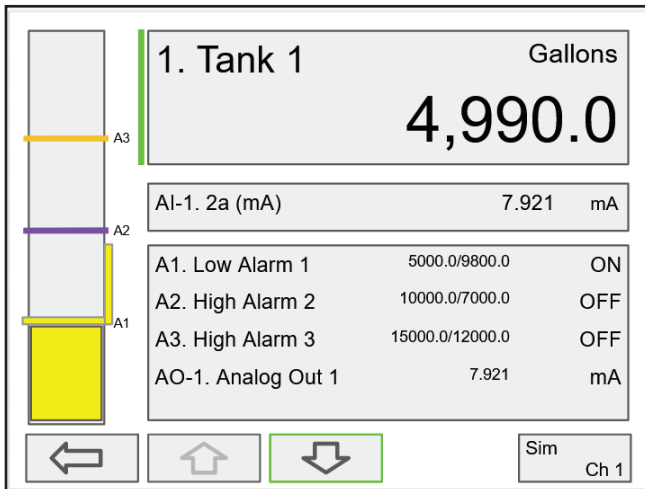 1. Tank 1 Gallons
4,990.0
AI-1. 2a (mA) 7.921 mA
A1. Low Alarm 1 5000.0/9800.0 ON
A2. High Alarm 2 10000.0/7000.0 OFF
A3. High Alarm 3 15000.0/12000.0 OFF
AO-1. Analog Out 1 7.921 mA
A3
A2
A1
Sim
Ch 1